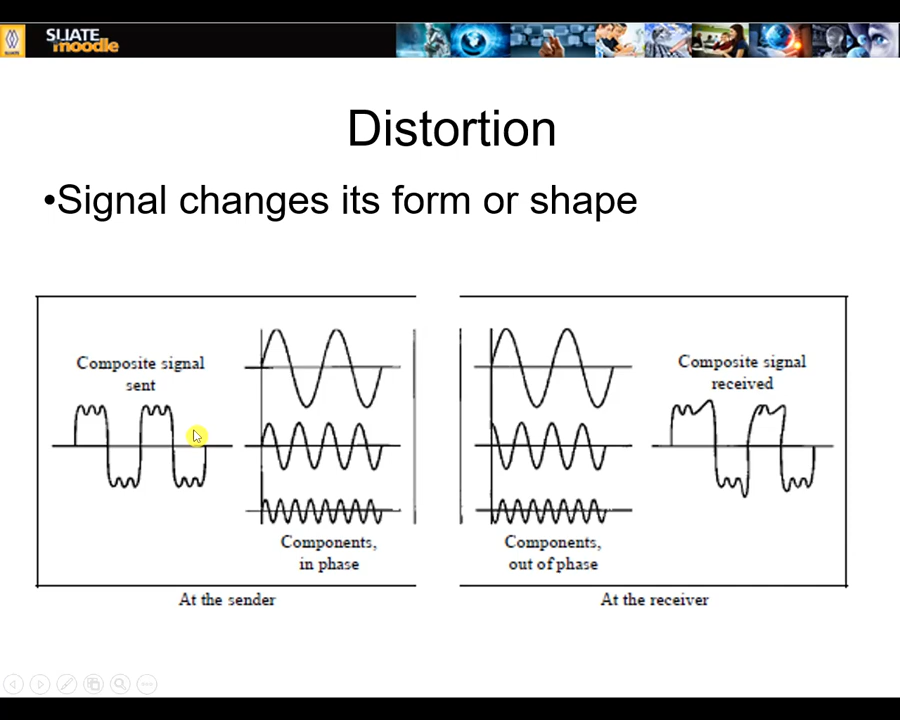 SLIATE
moodle
Distortion
•Signal changes its form or shape
Composite signal
sent
Components,
in phase
At the sender
Composite signal
received
Components,
out of phase
At the receiver